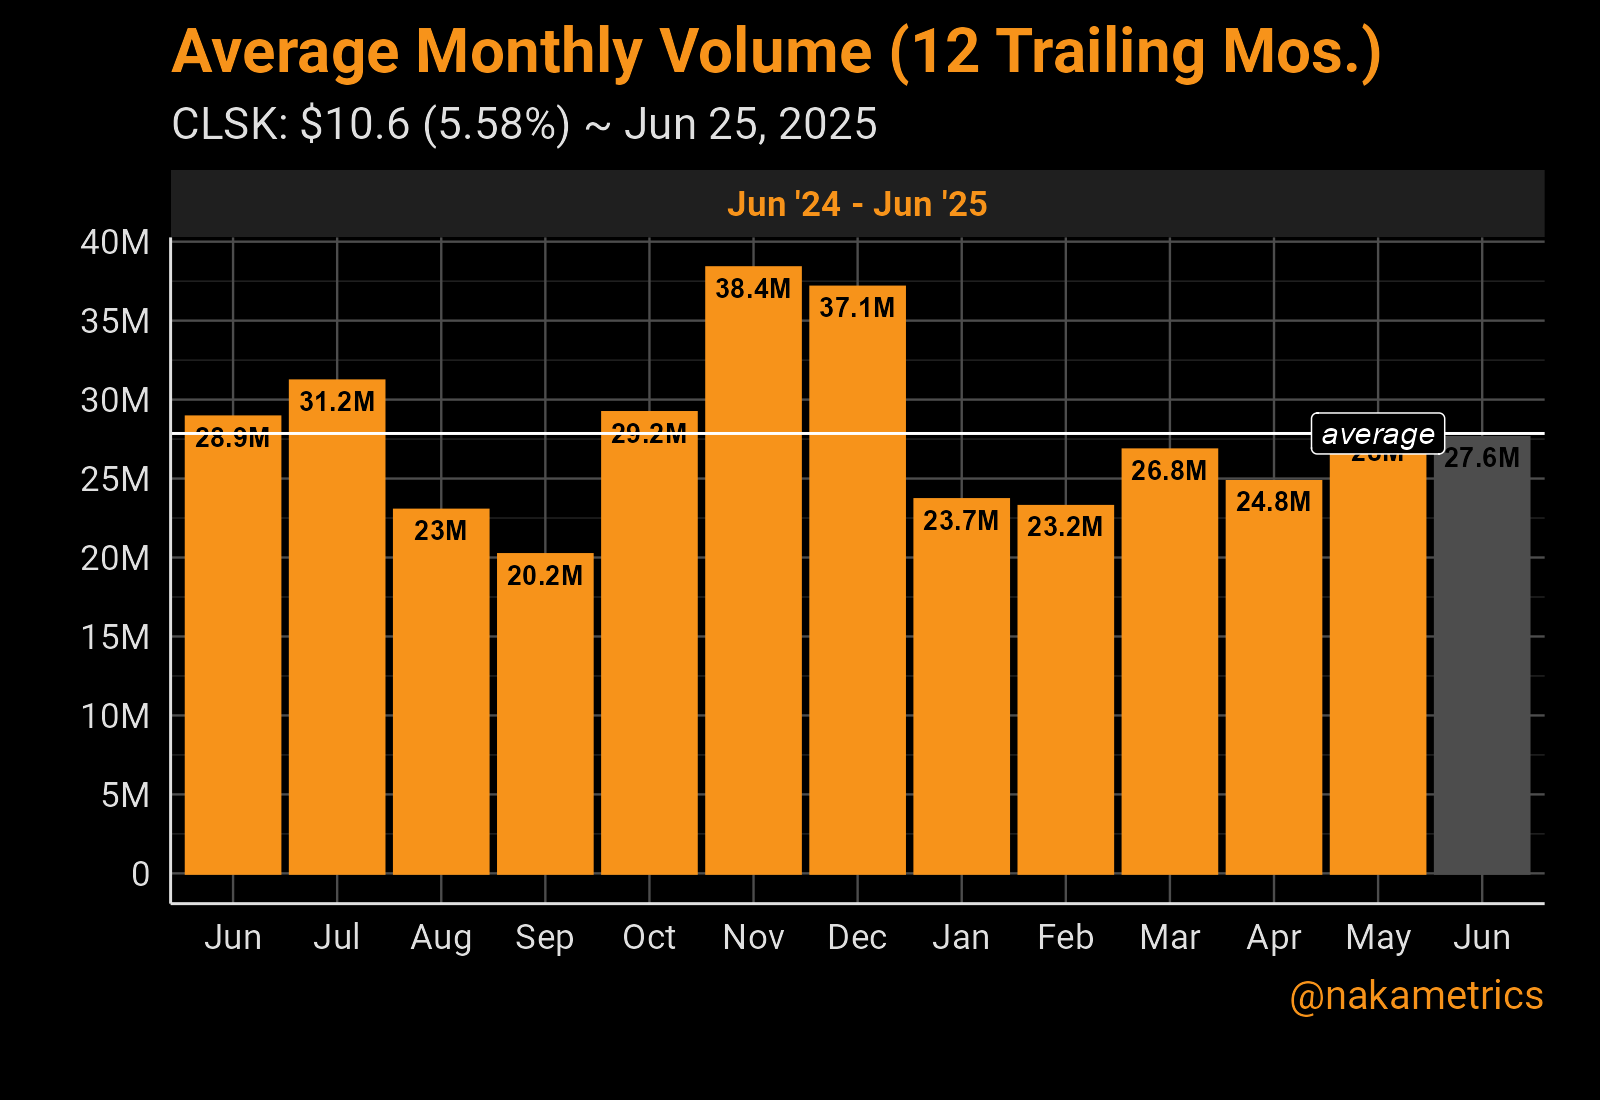 Average Monthly Volume (12 Trailing Mos.)
CLSK: $10.6 (5.58%) ~ Jun 25, 2025
Jun '24 - Jun '25
40M
35M
30M
25M
20M
15M
10M
5M
0
28.9M
31.2M
23M
20.2M
29.2M
38.4M
37.1M
23.7M
23.2M
26.8M
24.8M
average
27.6M
Jun Jul Aug Sep Oct Nov Dec Jan Feb Mar Apr May Jun
@nakametrics